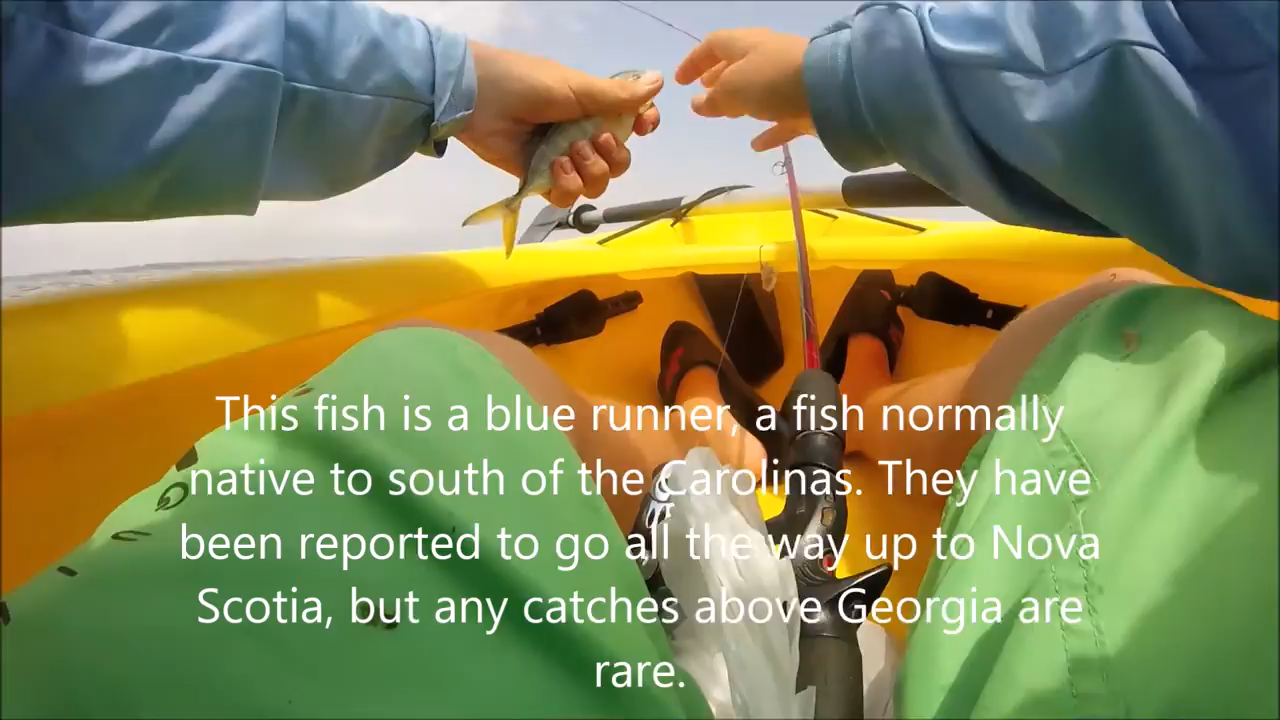 This fish is a blue runner, a fish normally
native to south of the Carolinas. They have
been reported to go all the way up to Nova
Scotia, but any catches above Georgia are
rare.